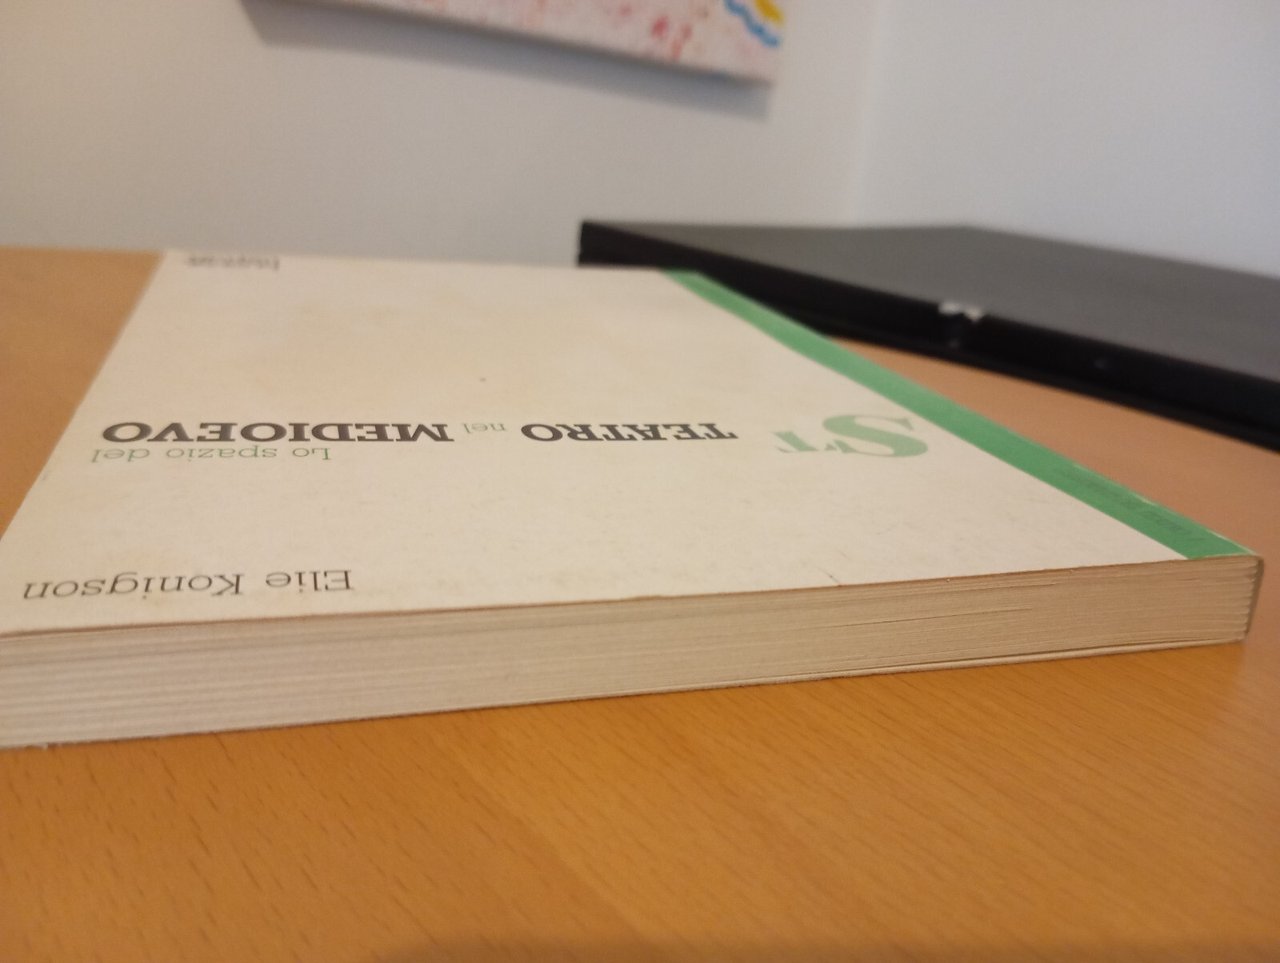 Elie Konigson
Lo spazio del
TEATRO nel MEDIOEVO
ST